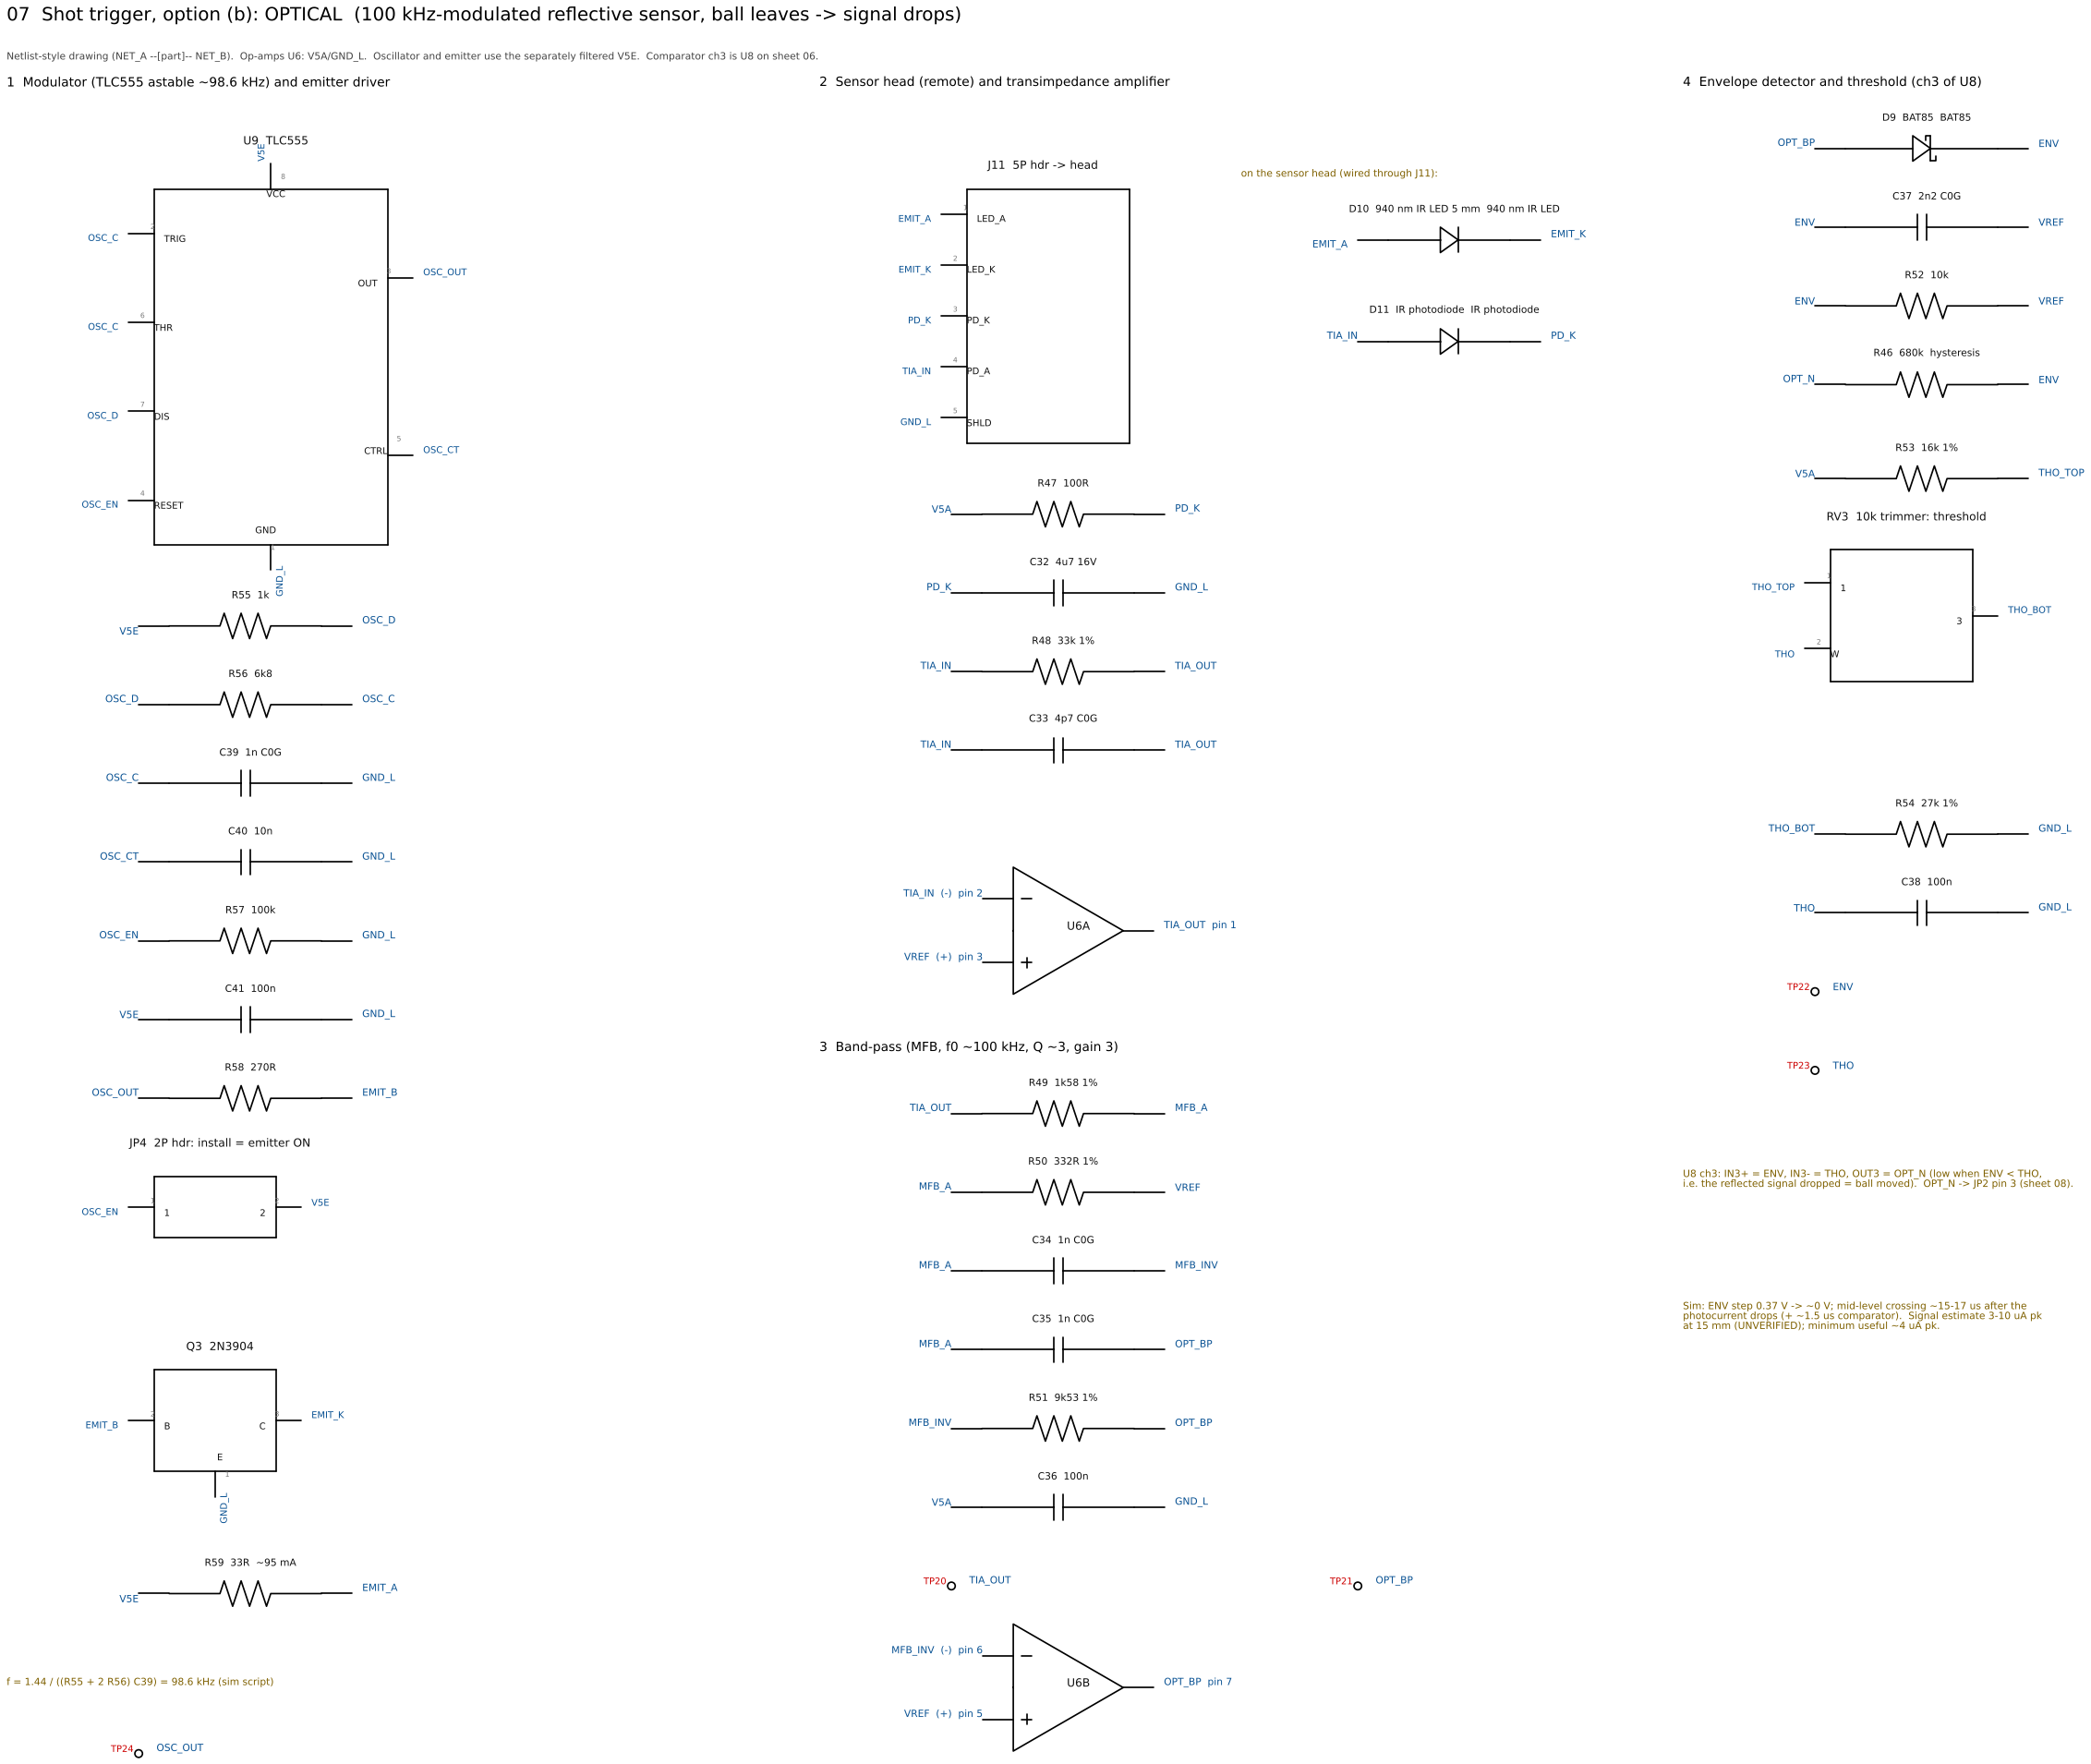 07  Shot trigger, option (b): OPTICAL  (100 kHz-modulated reflective sensor, ball leaves -> signal drops)
Netlist-style drawing (NET_A --[part]-- NET_B).  Op-amps U6: V5A/GND_L.  Oscillator and emitter use the separately filtered V5E.  Comparator ch3 is U8 on sheet 06.
1  Modulator (TLC555 astable ~98.6 kHz) and emitter driver
U9  TLC555
V5E
8
VCC
OSC_C
TRIG
OUT
OSC_OUT
OSC_C
6
THR
OSC_D
7
DIS
5
CTRL
OSC_CT
OSC_EN
4
RESET
GND
GND_L
R55  1k
V5E
OSC_D
R56  6k8
OSC_D
OSC_C
C39  1n C0G
OSC_C
GND_L
C40  10n
OSC_CT
GND_L
R57  100k
OSC_EN
GND_L
C41  100n
V5E
GND_L
R58  270R
OSC_OUT
EMIT_B
JP4  2P hdr: install = emitter ON
OSC_EN
1
2
V5E
Q3  2N3904
EMIT_B
B
C
EMIT_K
E
1
GND_L
R59  33R  ~95 mA
V5E
EMIT_A
f = 1.44 / ((R55 + 2 R56) C39) = 98.6 kHz (sim script)
TP24
OSC_OUT
2  Sensor head (remote) and transimpedance amplifier
J11  5P hdr -> head
EMIT_A
LED_A
EMIT_K
2
LED_K
PD_K
3
PD_K
TIA_IN
4
PD_A
GND_L
5
SHLD
on the sensor head (wired through J11):
D10  940 nm IR LED 5 mm  940 nm IR LED
EMIT_A
EMIT_K
D11  IR photodiode  IR photodiode
TIA_IN
PD_K
R47  100R
V5A
PD_K
C32  4u7 16V
PD_K
GND_L
R48  33k 1%
TIA_IN
TIA_OUT
C33  4p7 C0G
TIA_IN
TIA_OUT
TIA_IN  (-)  pin 2
VREF  (+)  pin 3
U6A
TIA_OUT  pin 1
3  Band-pass (MFB, f0 ~100 kHz, Q ~3, gain 3)
R49  1k58 1%
TIA_OUT
MFB_A
R50  332R 1%
MFB_A
VREF
C34  1n C0G
MFB_A
MFB_INV
C35  1n C0G
MFB_A
OPT_BP
R51  9k53 1%
MFB_INV
OPT_BP
C36  100n
V5A
GND_L
TP20
TIA_OUT
TP21
OPT_BP
MFB_INV  (-)  pin 6
VREF  (+)  pin 5
U6B
OPT_BP  pin 7
4  Envelope detector and threshold (ch3 of U8)
D9  BAT85  BAT85
OPT_BP
ENV
C37  2n2 C0G
ENV
VREF
R52  10k
ENV
VREF
R46  680k  hysteresis
OPT_N
ENV
R53  16k 1%
V5A
THO_TOP
RV3  10k trimmer: threshold
THO_TOP
1
THO
2
W
3
THO_BOT
R54  27k 1%
THO_BOT
GND_L
C38  100n
THO
GND_L
TP22
ENV
TP23
THO
U8 ch3: IN3+ = ENV, IN3- = THO, OUT3 = OPT_N (low when ENV < THO,
i.e. the reflected signal dropped = ball moved).  OPT_N -> JP2 pin 3 (sheet 08).
Sim: ENV step 0.37 V -> ~0 V; mid-level crossing ~15-17 us after the
photocurrent drops (+ ~1.5 us comparator).  Signal estimate 3-10 uA pk
at 15 mm (UNVERIFIED); minimum useful ~4 uA pk.